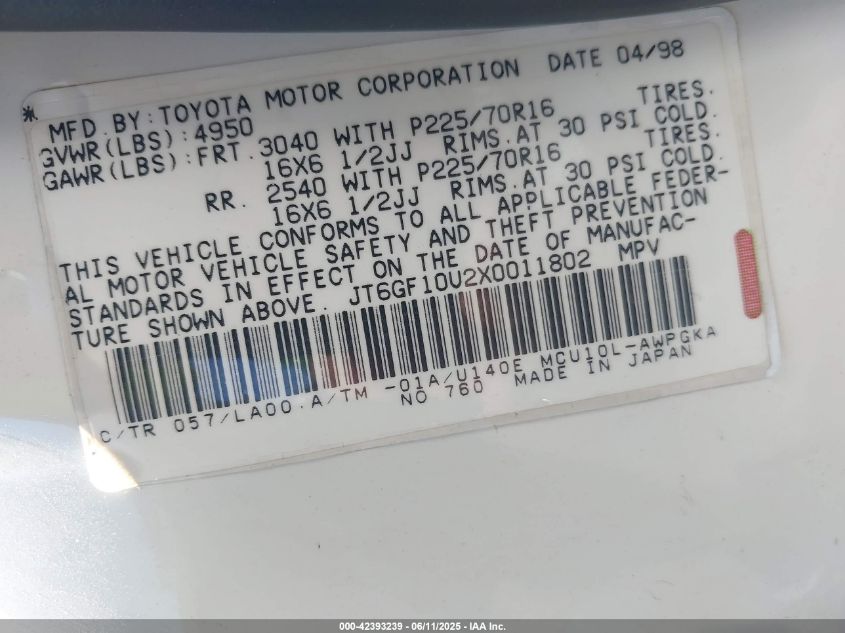 *
MFD. BY: TOYOTA MOTOR CORPORATION DATE 04/98
GVWR(LBS): 4950
GAWR(LBS): FRT. 3040 WITH P225/70R16 TIRES.
16X6 1/2JJ RIMS. AT 30 PSI COLD.
RR. 2540 WITH P225/70R16 TIRES.
16X6 1/2JJ RIMS. AT 30 PSI COLD.
THIS VEHICLE CONFORMS TO ALL APPLICABLE FEDER-
AL MOTOR VEHICLE SAFETY AND THEFT PREVENTION
STANDARDS IN EFFECT ON THE DATE OF MANUFAC-
TURE SHOWN ABOVE. JT6GF10U2X0011802 MPV
C/TR 057/LA00. A/TM -01A/U140E MCU10L-AWPGKA
NO 760 MADE IN JAPAN
000-42393239 - 06/11/2025 - IAA Inc.